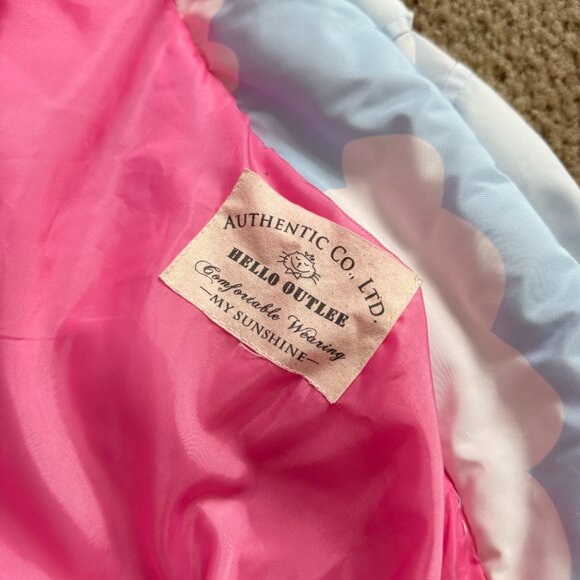 AUTHENTIC CO., LTD.
HELLO OUTLEE
Comfortable Wearing
—MY SUNSHINE—